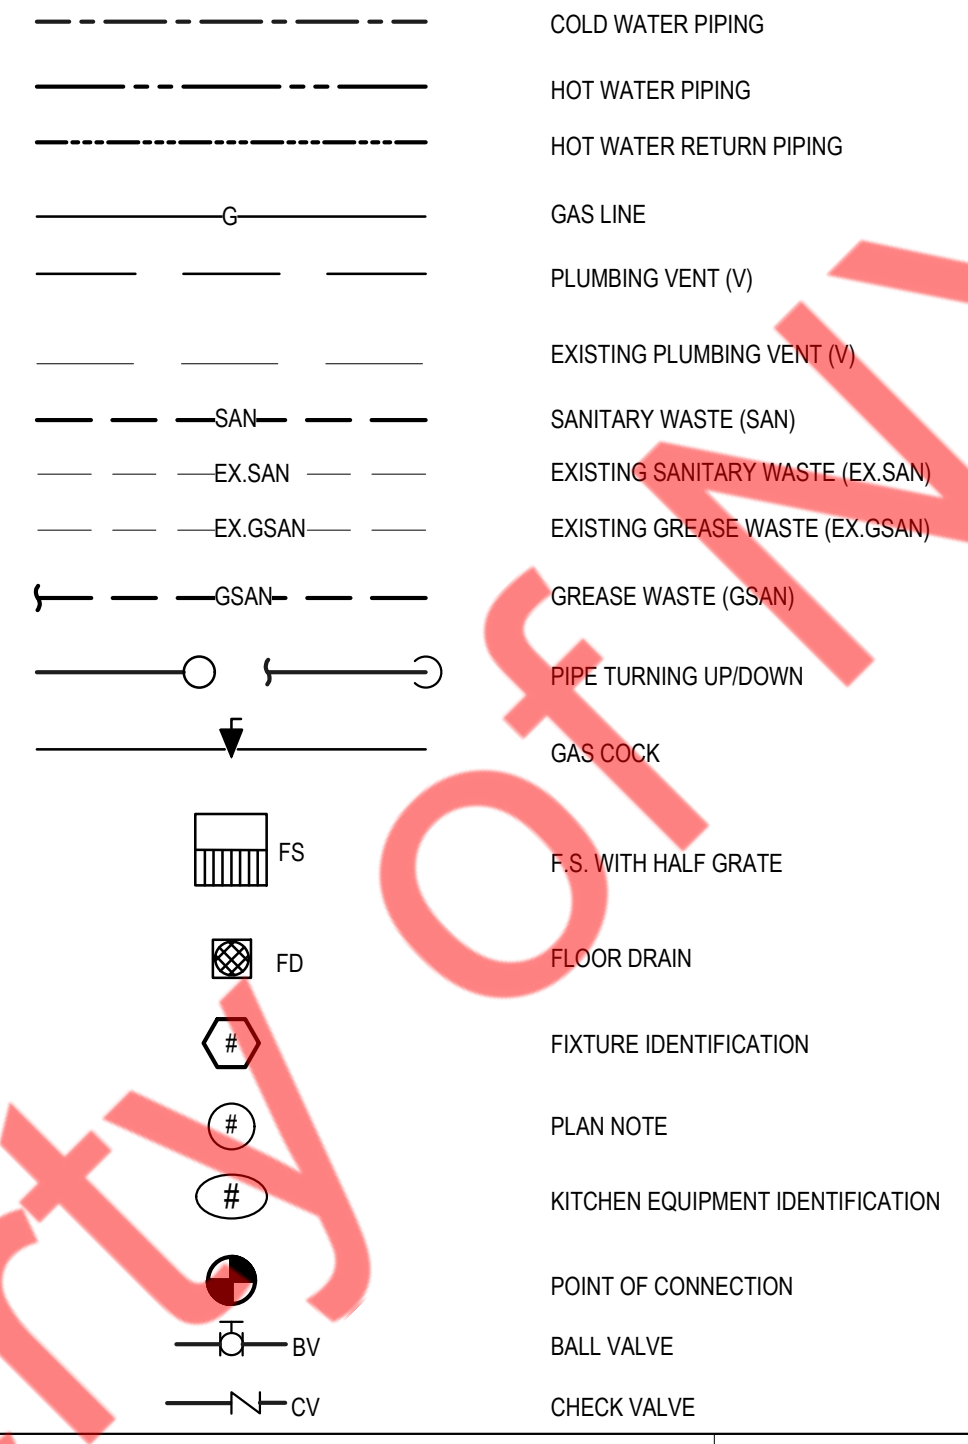 COLD WATER PIPING
HOT WATER PIPING
HOT WATER RETURN PIPING
G GAS LINE
PLUMBING VENT (V)
EXISTING PLUMBING VENT (V)
SAN SANITARY WASTE (SAN)
EX.SAN EXISTING SANITARY WASTE (EX.SAN)
EX.GSAN EXISTING GREASE WASTE (EX.GSAN)
GSAN GREASE WASTE (GSAN)
PIPE TURNING UP/DOWN
GAS COCK
FS F.S. WITH HALF GRATE
FD FLOOR DRAIN
# FIXTURE IDENTIFICATION
# PLAN NOTE
# KITCHEN EQUIPMENT IDENTIFICATION
POINT OF CONNECTION
BV BALL VALVE
CV CHECK VALVE
rty of N